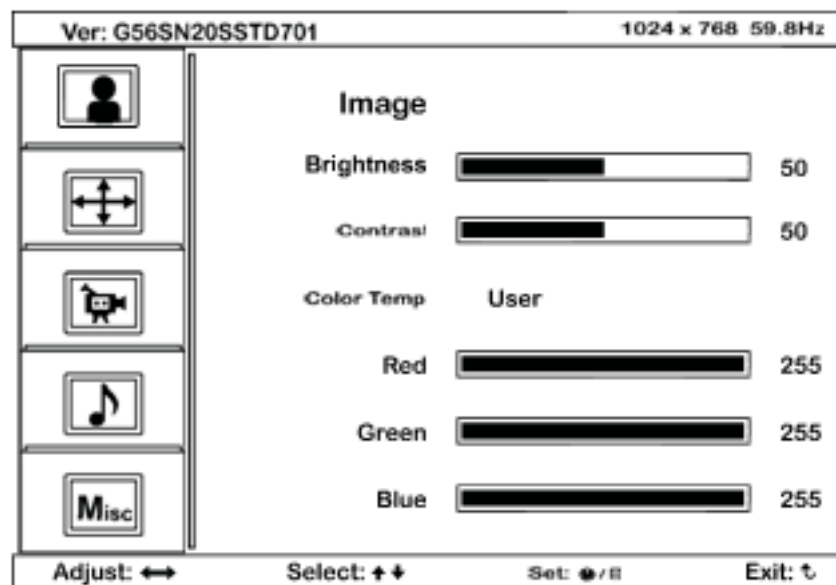 Ver: G56SN20SSTD701 1024 x 768 59.8Hz
Image
Brightness 50
Contrast 50
Color Temp User
Red 255
Green 255
Blue 255
Misc
Adjust: Select: Set: / Exit: